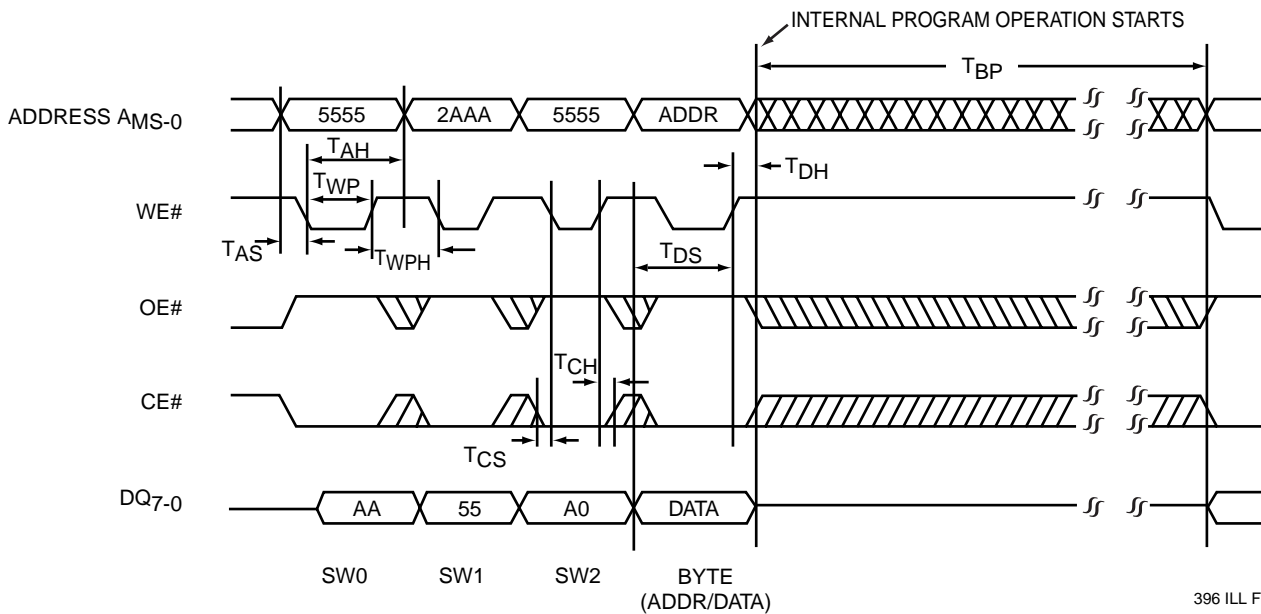 INTERNAL PROGRAM OPERATION STARTS
TBP
ADDRESS AMS-0
5555
2AAA
5555
ADDR
TAH
TDH
TWP
WE#
TAS
TWPH
TDS
OE#
TCH
CE#
TCS
DQ7-0
AA
55
A0
DATA
SW0
SW1
SW2
BYTE
(ADDR/DATA)
396 ILL F